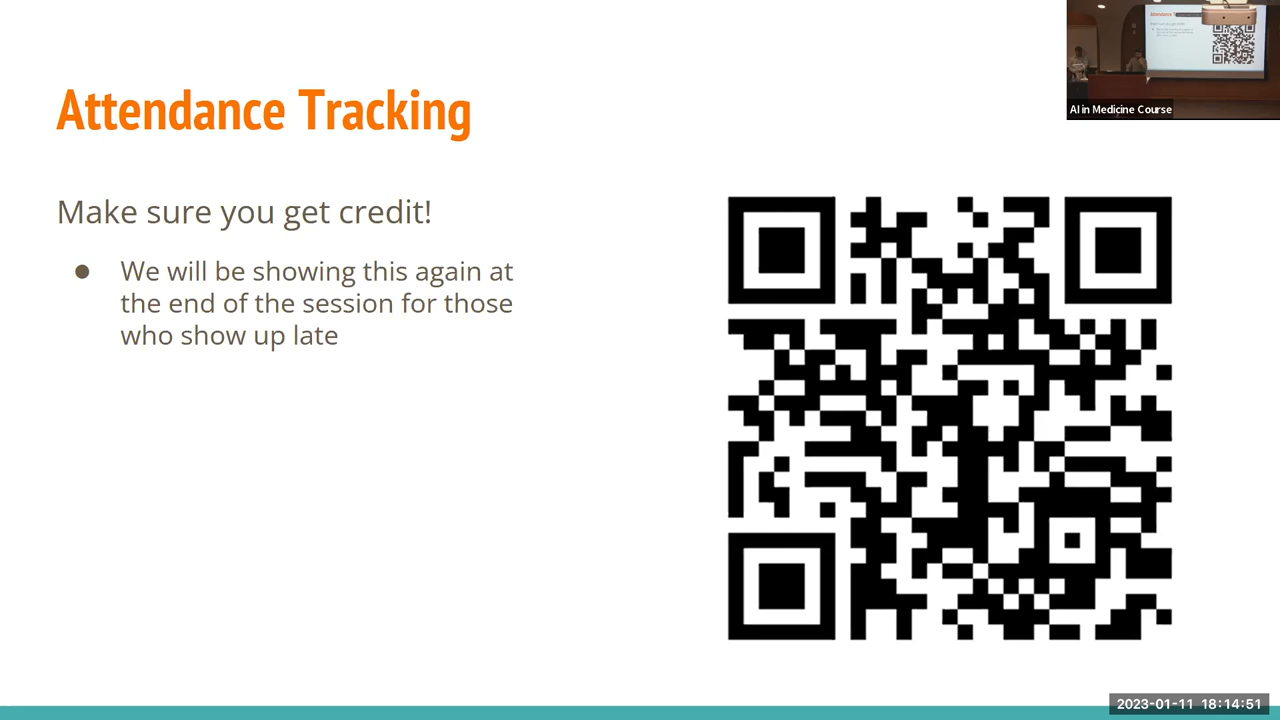 Attendance Tracking
Make sure you get credit!
● We will be showing this again at
the end of the session for those
who show up late
AI in Medicine Course
2023-01-11 18:14:51